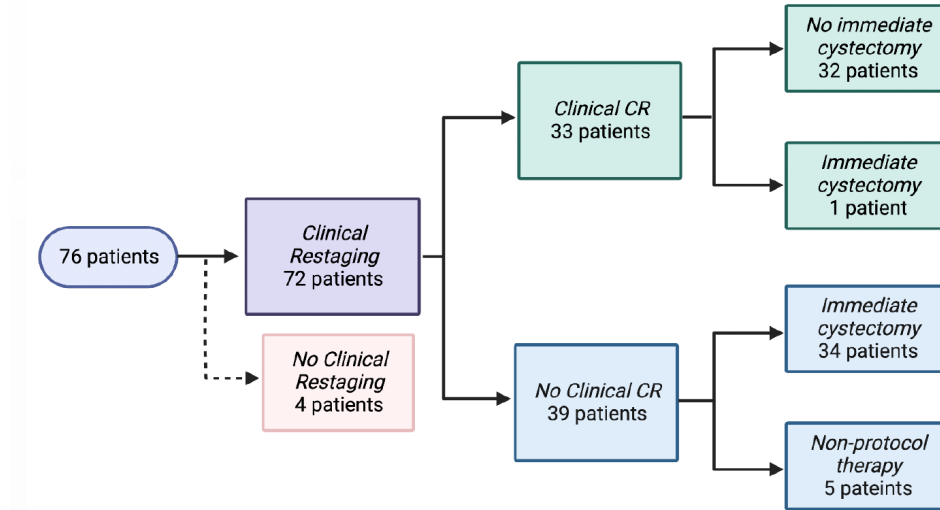 76 patients
Clinical
Restaging
72 patients
No Clinical
Restaging
4 patients
Clinical CR
33 patients
No Clinical CR
39 patients
No immediate
cystectomy
32 patients
Immediate
cystectomy
1 patient
Immediate
cystectomy
34 patients
Non-protocol
therapy
5 pateints